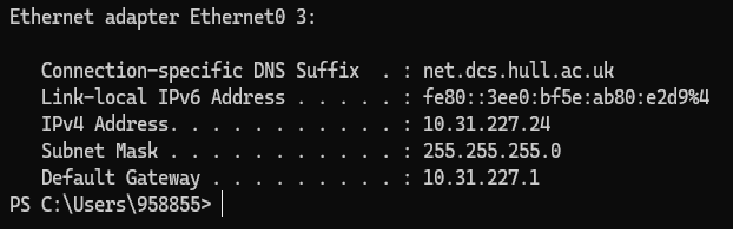 Ethernet adapter Ethernet0 3:
   Connection-specific DNS Suffix  . : net.dcs.hull.ac.uk
   Link-local IPv6 Address . . . . . : fe80::3ee0:bf5e:ab80:e2d9%4
   IPv4 Address. . . . . . . . . . . : 10.31.227.24
   Subnet Mask . . . . . . . . . . . : 255.255.255.0
   Default Gateway . . . . . . . . . : 10.31.227.1
PS C:\Users\958855>